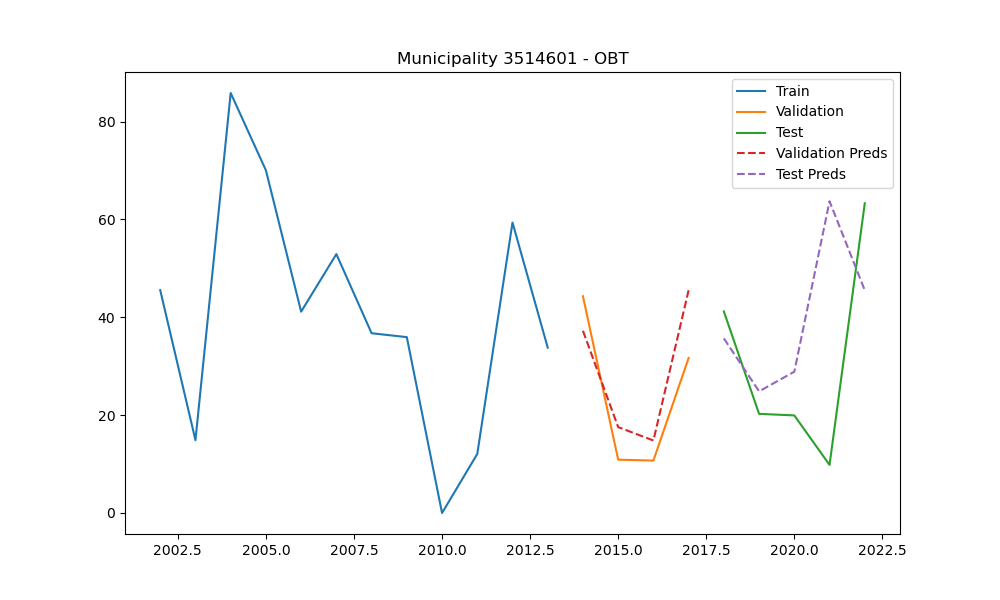 Municipality 3514601 - OBT
Train
Validation
Test
Validation Preds
Test Preds
80
60
40
20
0
2002.5 2005.0 2007.5 2010.0 2012.5 2015.0 2017.5 2020.0 2022.5